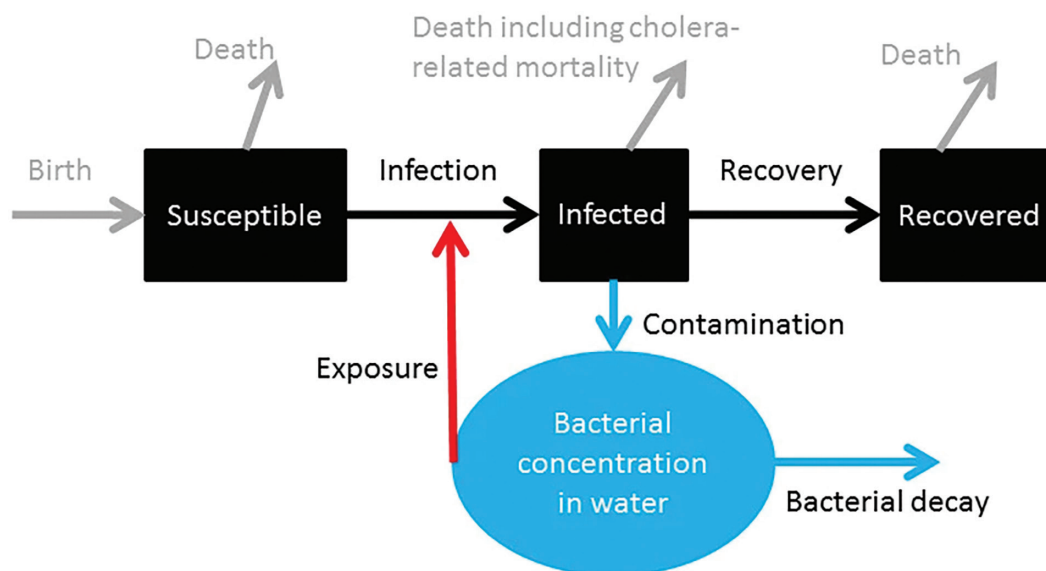 Death
Death including cholera-
related mortality
Death
Birth
Infection
Recovery
Susceptible
Infected
Recovered
Contamination
Exposure
Bacterial
concentration
in water
Bacterial decay